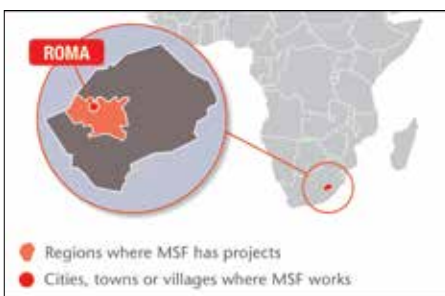 ROMA
Regions where MSF has projects
Cities, towns or villages where MSF works